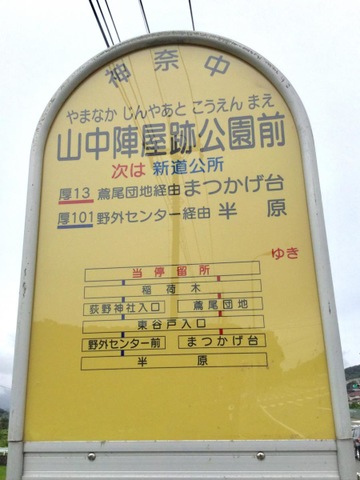 神奈中
やまなか じんやあと こうえん まえ
山中陣屋跡公園前
次は 新道公所
厚13 鳶尾団地経由 まつかげ台
厚101 野外センター経由 半原
ゆき
当停留所
稲荷木
荻野神社入口 鳶尾団地
東谷戸入口
野外センター前 まつかげ台
半原